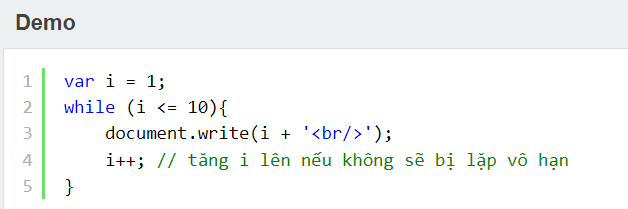 Demo
1 var i = 1;
2 while (i <= 10){
3 document.write(i + '<br/>');
4 i++; // tăng i lên nếu không sẽ bị lặp vô hạn
5 }